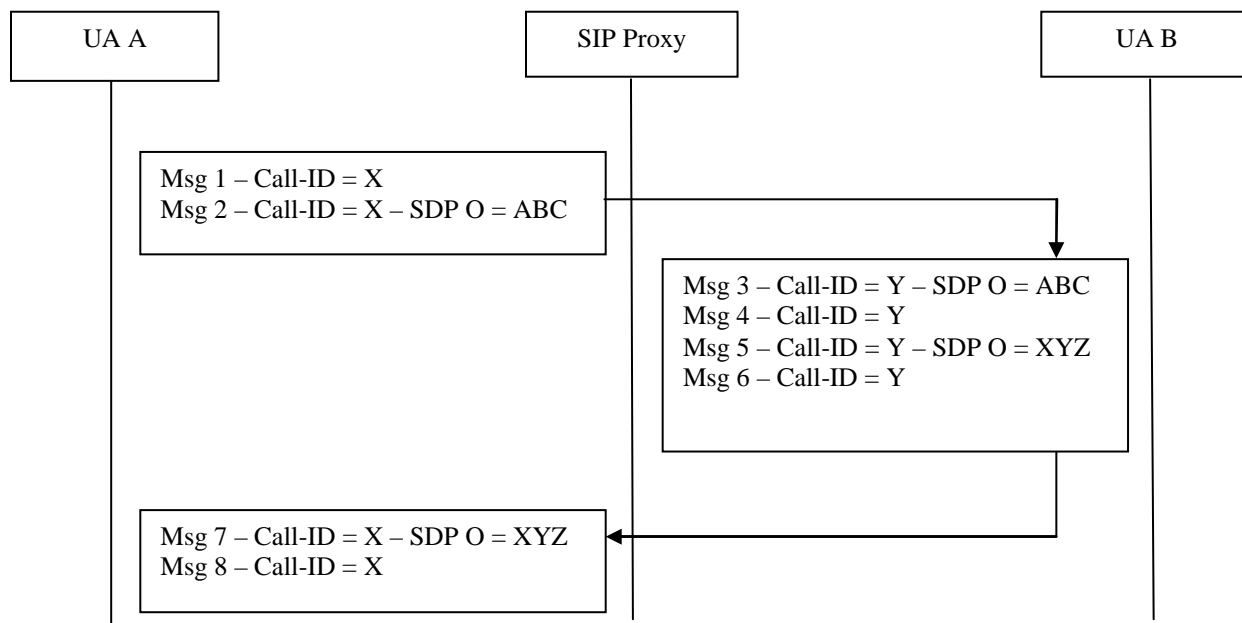 UA A
SIP Proxy
UA B
Msg 1 – Call-ID = X
Msg 2 – Call-ID = X – SDP O = ABC
Msg 3 – Call-ID = Y – SDP O = ABC
Msg 4 – Call-ID = Y
Msg 5 – Call-ID = Y – SDP O = XYZ
Msg 6 – Call-ID = Y
Msg 7 – Call-ID = X – SDP O = XYZ
Msg 8 – Call-ID = X